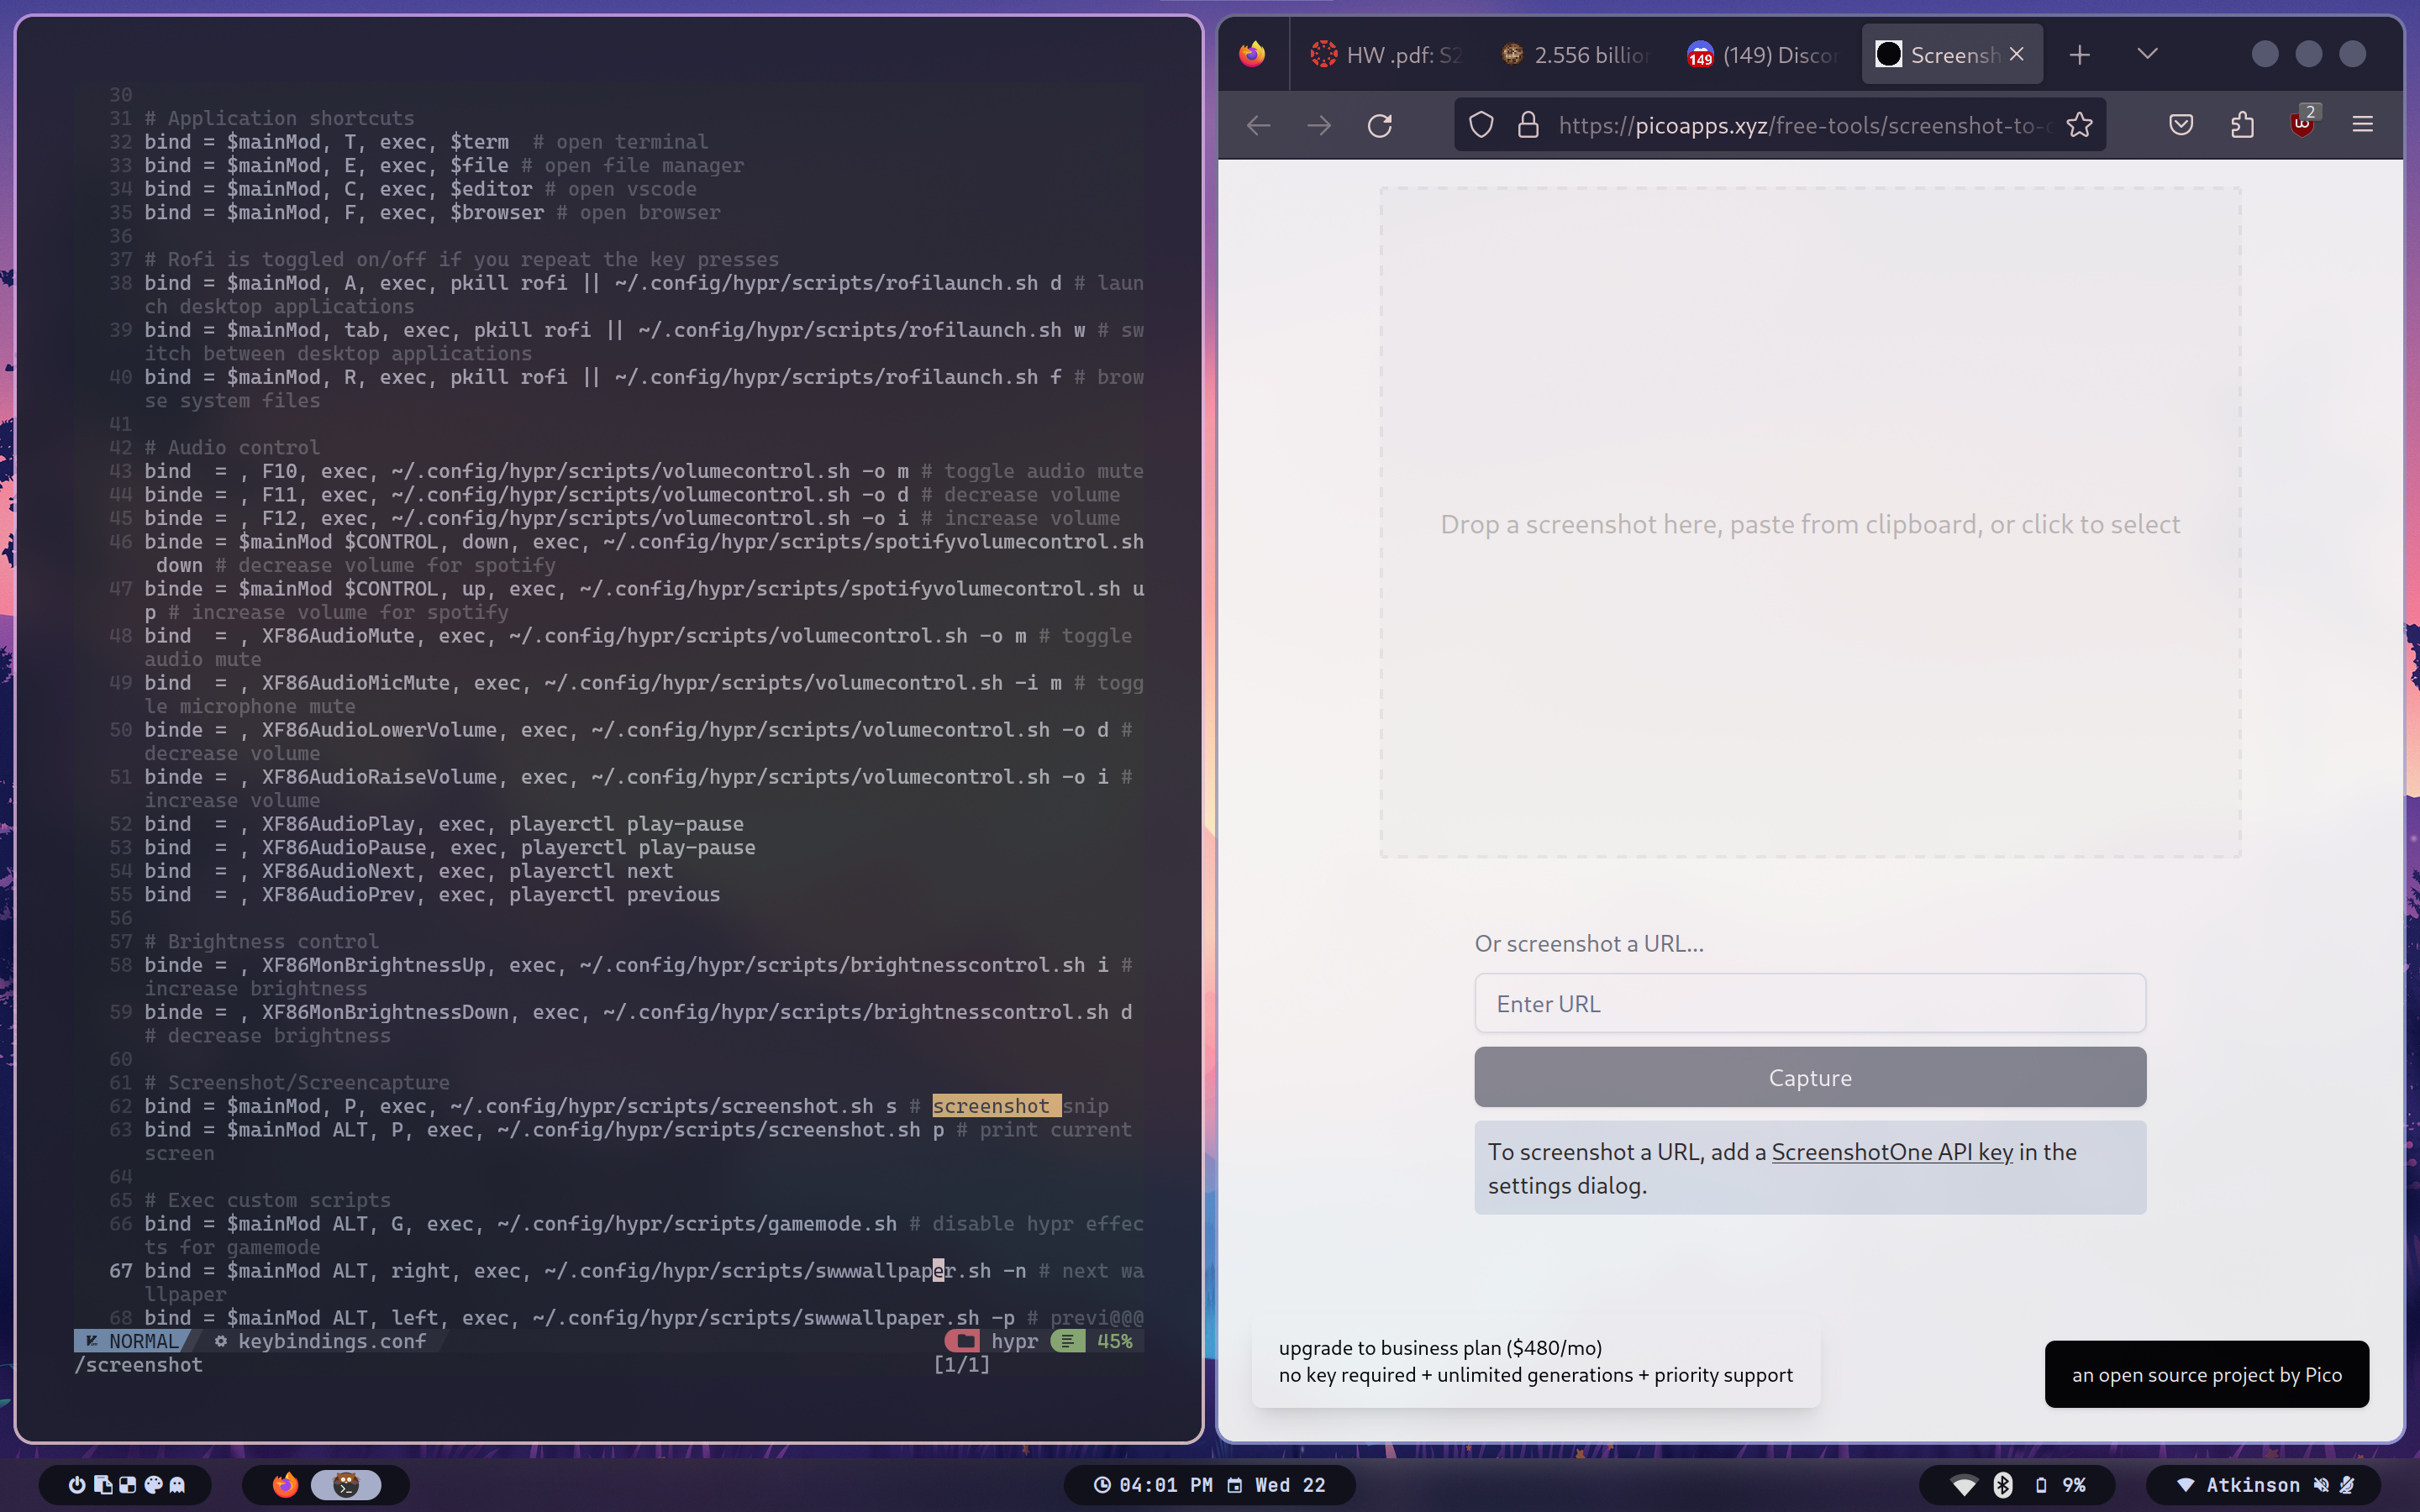 30
31 # Application shortcuts
32 bind = $mainMod, T, exec, $term  # open terminal
33 bind = $mainMod, E, exec, $file # open file manager
34 bind = $mainMod, C, exec, $editor # open vscode
35 bind = $mainMod, F, exec, $browser # open browser
36
37 # Rofi is toggled on/off if you repeat the key presses
38 bind = $mainMod, A, exec, pkill rofi || ~/.config/hypr/scripts/rofilaunch.sh d # laun
ch desktop applications
39 bind = $mainMod, tab, exec, pkill rofi || ~/.config/hypr/scripts/rofilaunch.sh w # sw
itch between desktop applications
40 bind = $mainMod, R, exec, pkill rofi || ~/.config/hypr/scripts/rofilaunch.sh f # brow
se system files
41
42 # Audio control
43 bind  = , F10, exec, ~/.config/hypr/scripts/volumecontrol.sh -o m # toggle audio mute
44 binde = , F11, exec, ~/.config/hypr/scripts/volumecontrol.sh -o d # decrease volume
45 binde = , F12, exec, ~/.config/hypr/scripts/volumecontrol.sh -o i # increase volume
46 binde = $mainMod $CONTROL, down, exec, ~/.config/hypr/scripts/spotifyvolumecontrol.sh
 down # decrease volume for spotify
47 binde = $mainMod $CONTROL, up, exec, ~/.config/hypr/scripts/spotifyvolumecontrol.sh u
p # increase volume for spotify
48 bind  = , XF86AudioMute, exec, ~/.config/hypr/scripts/volumecontrol.sh -o m # toggle
audio mute
49 bind  = , XF86AudioMicMute, exec, ~/.config/hypr/scripts/volumecontrol.sh -i m # togg
le microphone mute
50 binde = , XF86AudioLowerVolume, exec, ~/.config/hypr/scripts/volumecontrol.sh -o d #
decrease volume
51 binde = , XF86AudioRaiseVolume, exec, ~/.config/hypr/scripts/volumecontrol.sh -o i #
increase volume
52 bind  = , XF86AudioPlay, exec, playerctl play-pause
53 bind  = , XF86AudioPause, exec, playerctl play-pause
54 bind  = , XF86AudioNext, exec, playerctl next
55 bind  = , XF86AudioPrev, exec, playerctl previous
56
57 # Brightness control
58 binde = , XF86MonBrightnessUp, exec, ~/.config/hypr/scripts/brightnesscontrol.sh i #
increase brightness
59 binde = , XF86MonBrightnessDown, exec, ~/.config/hypr/scripts/brightnesscontrol.sh d
# decrease brightness
60
61 # Screenshot/Screencapture
62 bind = $mainMod, P, exec, ~/.config/hypr/scripts/screenshot.sh s # screenshot snip
63 bind = $mainMod ALT, P, exec, ~/.config/hypr/scripts/screenshot.sh p # print current
screen
64
65 # Exec custom scripts
66 bind = $mainMod ALT, G, exec, ~/.config/hypr/scripts/gamemode.sh # disable hypr effec
ts for gamemode
67 bind = $mainMod ALT, right, exec, ~/.config/hypr/scripts/swwwallpaper.sh -n # next wa
llpaper
68 bind = $mainMod ALT, left, exec, ~/.config/hypr/scripts/swwwallpaper.sh -p # previ@@@
NORMAL keybindings.conf hypr 45%
/screenshot [1/1]
HW .pdf: S2 2.556 billion 149 (149) Discor Screensh
https://picoapps.xyz/free-tools/screenshot-to-c 2
Drop a screenshot here, paste from clipboard, or click to select
Or screenshot a URL...
Enter URL
Capture
To screenshot a URL, add a ScreenshotOne API key in the
settings dialog.
upgrade to business plan ($480/mo)
no key required + unlimited generations + priority support
an open source project by Pico
04:01 PM Wed 22 9% Atkinson